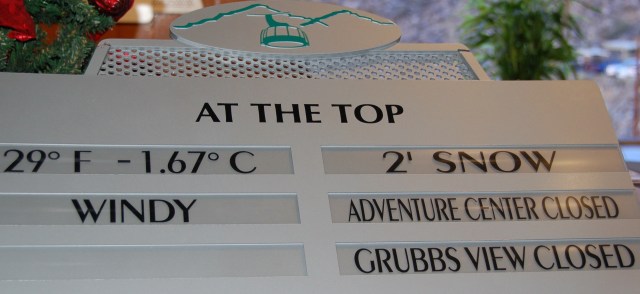 AT THE TOP
29° F -1.67° C 2' SNOW
WINDY ADVENTURE CENTER CLOSED
GRUBBS VIEW CLOSED